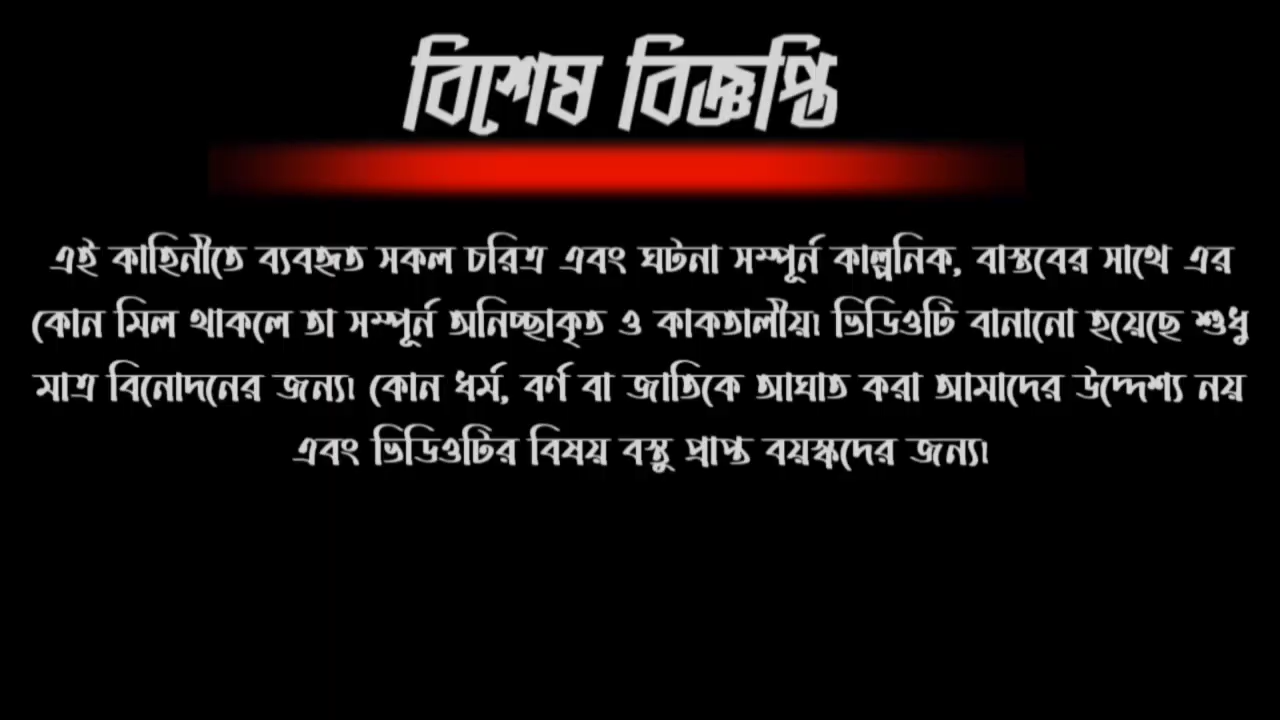 বিশেষ বিজ্ঞপ্তি
এই কাহিনীতে ব্যবহৃত সকল চরিত্র এবং ঘটনা সম্পূর্ন কাল্পনিক, বাস্তবের সাথে এর
কোন মিল থাকলে তা সম্পূর্ন অনিচ্ছাকৃত ও কাকতালীয়। ভিডিওটি বানানো হয়েছে শুধু
মাত্র বিনোদনের জন্য। কোন ধর্ম, বর্ণ বা জাতিকে আঘাত করা আমাদের উদ্দেশ্য নয়
এবং ভিডিওটির বিষয় বস্তু প্রাপ্ত বয়স্কদের জন্য।